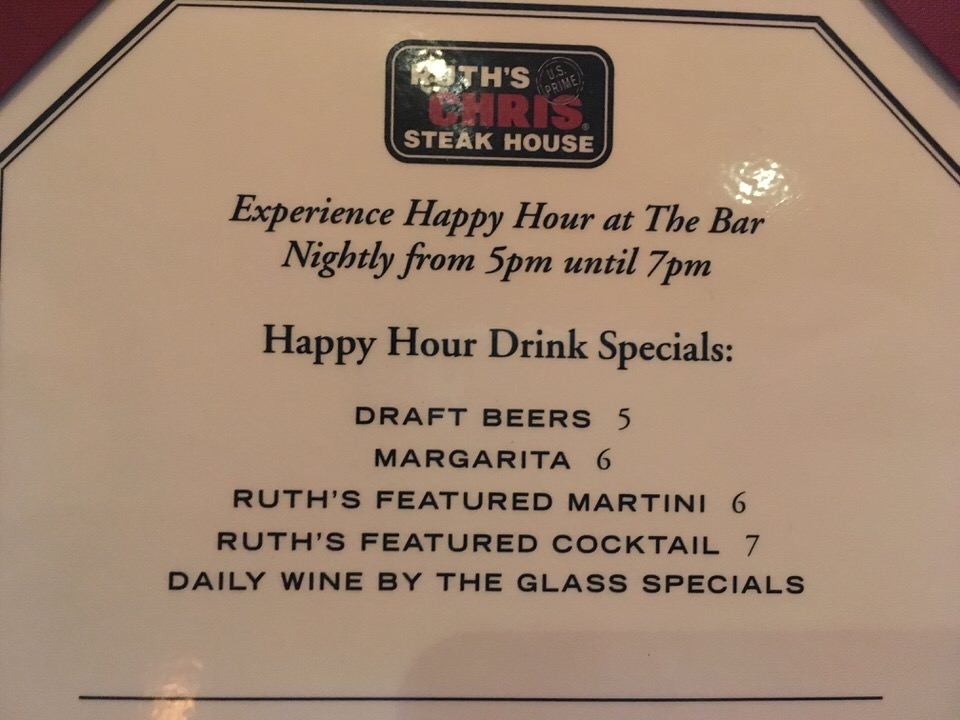 RUTH'S
U.S. PRIME
CHRIS®
STEAK HOUSE
Experience Happy Hour at The Bar
Nightly from 5pm until 7pm
Happy Hour Drink Specials:
DRAFT BEERS 5
MARGARITA 6
RUTH'S FEATURED MARTINI 6
RUTH'S FEATURED COCKTAIL 7
DAILY WINE BY THE GLASS SPECIALS